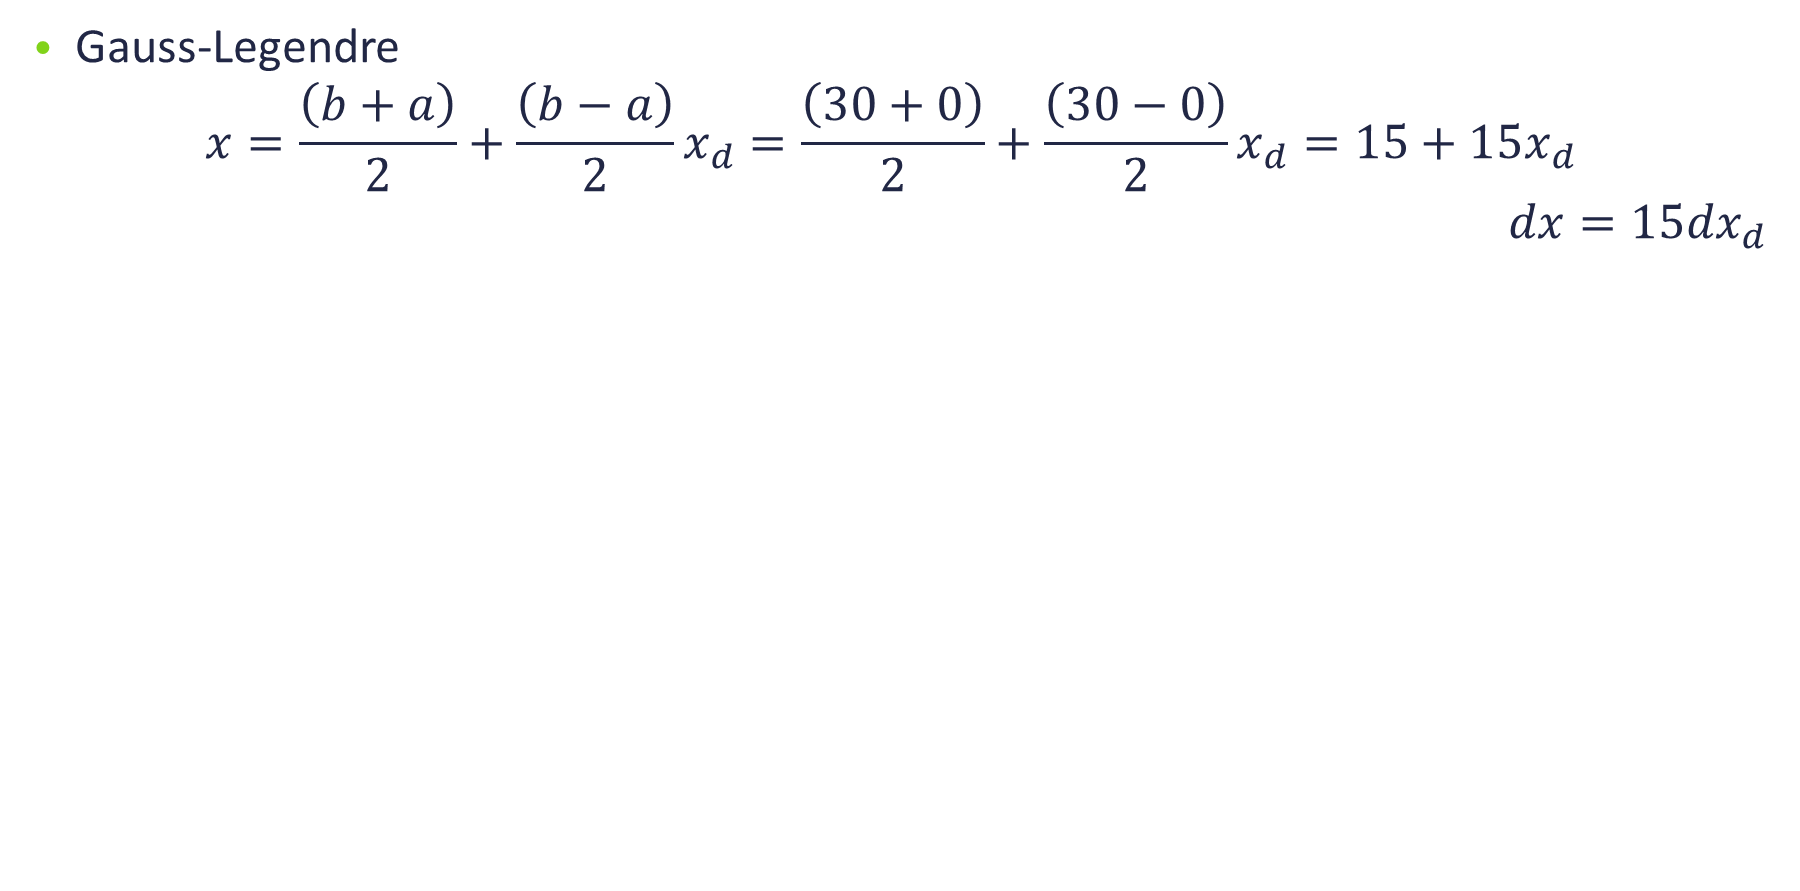 • Gauss-Legendre
x = (b + a)/2 + (b − a)/2 x_d = (30 + 0)/2 + (30 − 0)/2 x_d = 15 + 15x_d
dx = 15dx_d